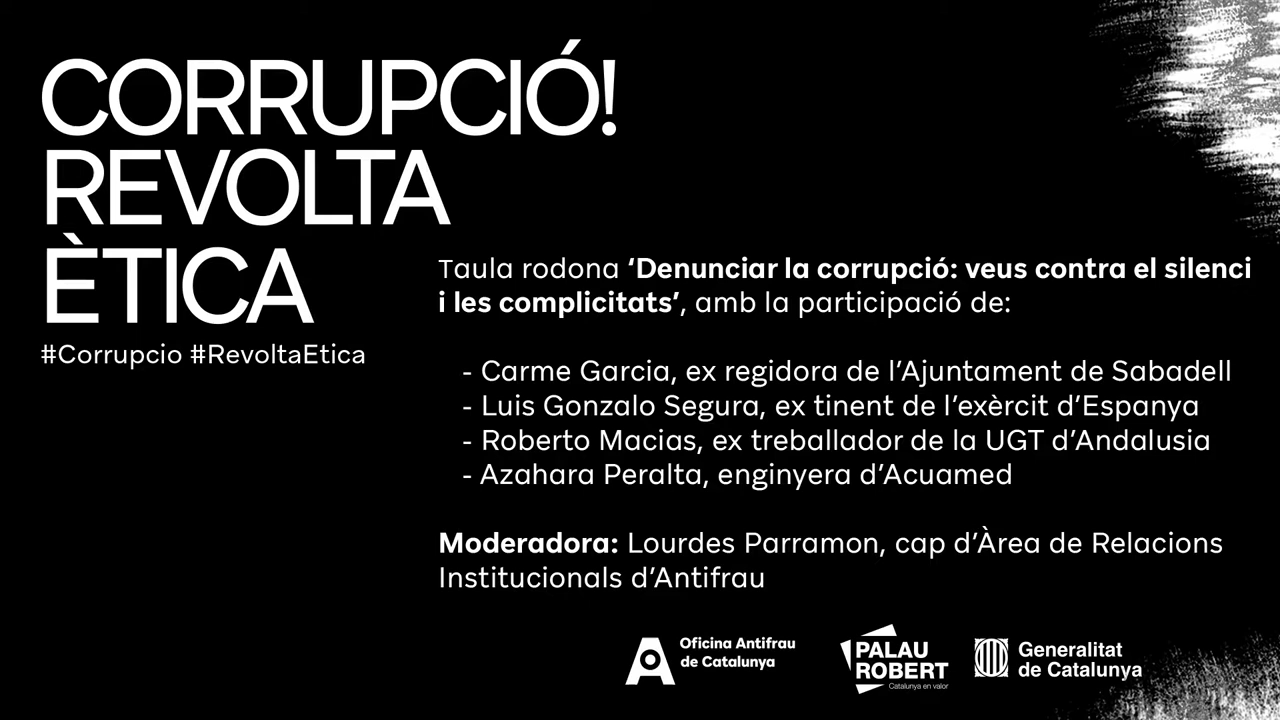 CORRUPCIÓ!
REVOLTA
ÈTICA
#Corrupcio #RevoltaEtica
Taula rodona ‘Denunciar la corrupció: veus contra el silenci
i les complicitats’, amb la participació de:
- Carme Garcia, ex regidora de l’Ajuntament de Sabadell
- Luis Gonzalo Segura, ex tinent de l’exèrcit d’Espanya
- Roberto Macias, ex treballador de la UGT d’Andalusia
- Azahara Peralta, enginyera d’Acuamed
Moderadora: Lourdes Parramon, cap d’Àrea de Relacions
Institucionals d’Antifrau
Oficina Antifrau
de Catalunya
PALAU
ROBERT
Catalunya en valor
Generalitat
de Catalunya